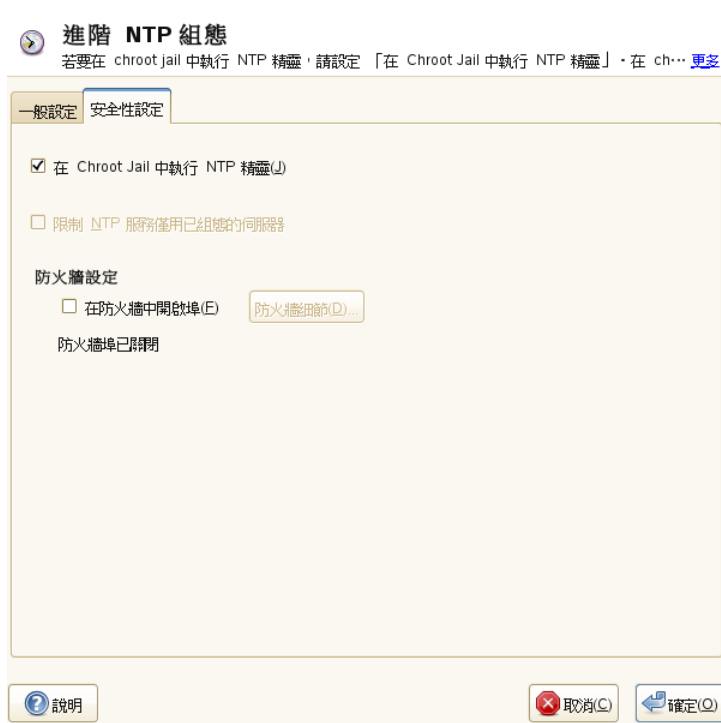 進階 NTP 組態
若要在 chroot jail 中執行 NTP 精靈，請設定 「在 Chroot Jail 中執行 NTP 精靈」。在 ch… 更多
一般設定 安全性設定
在 Chroot Jail 中執行 NTP 精靈(J)
限制 NTP 服務僅用已組態的伺服器
防火牆設定
在防火牆中開啟埠(F) 防火牆細節(D)...
防火牆埠已關閉
說明 取消(C) 確定(O)